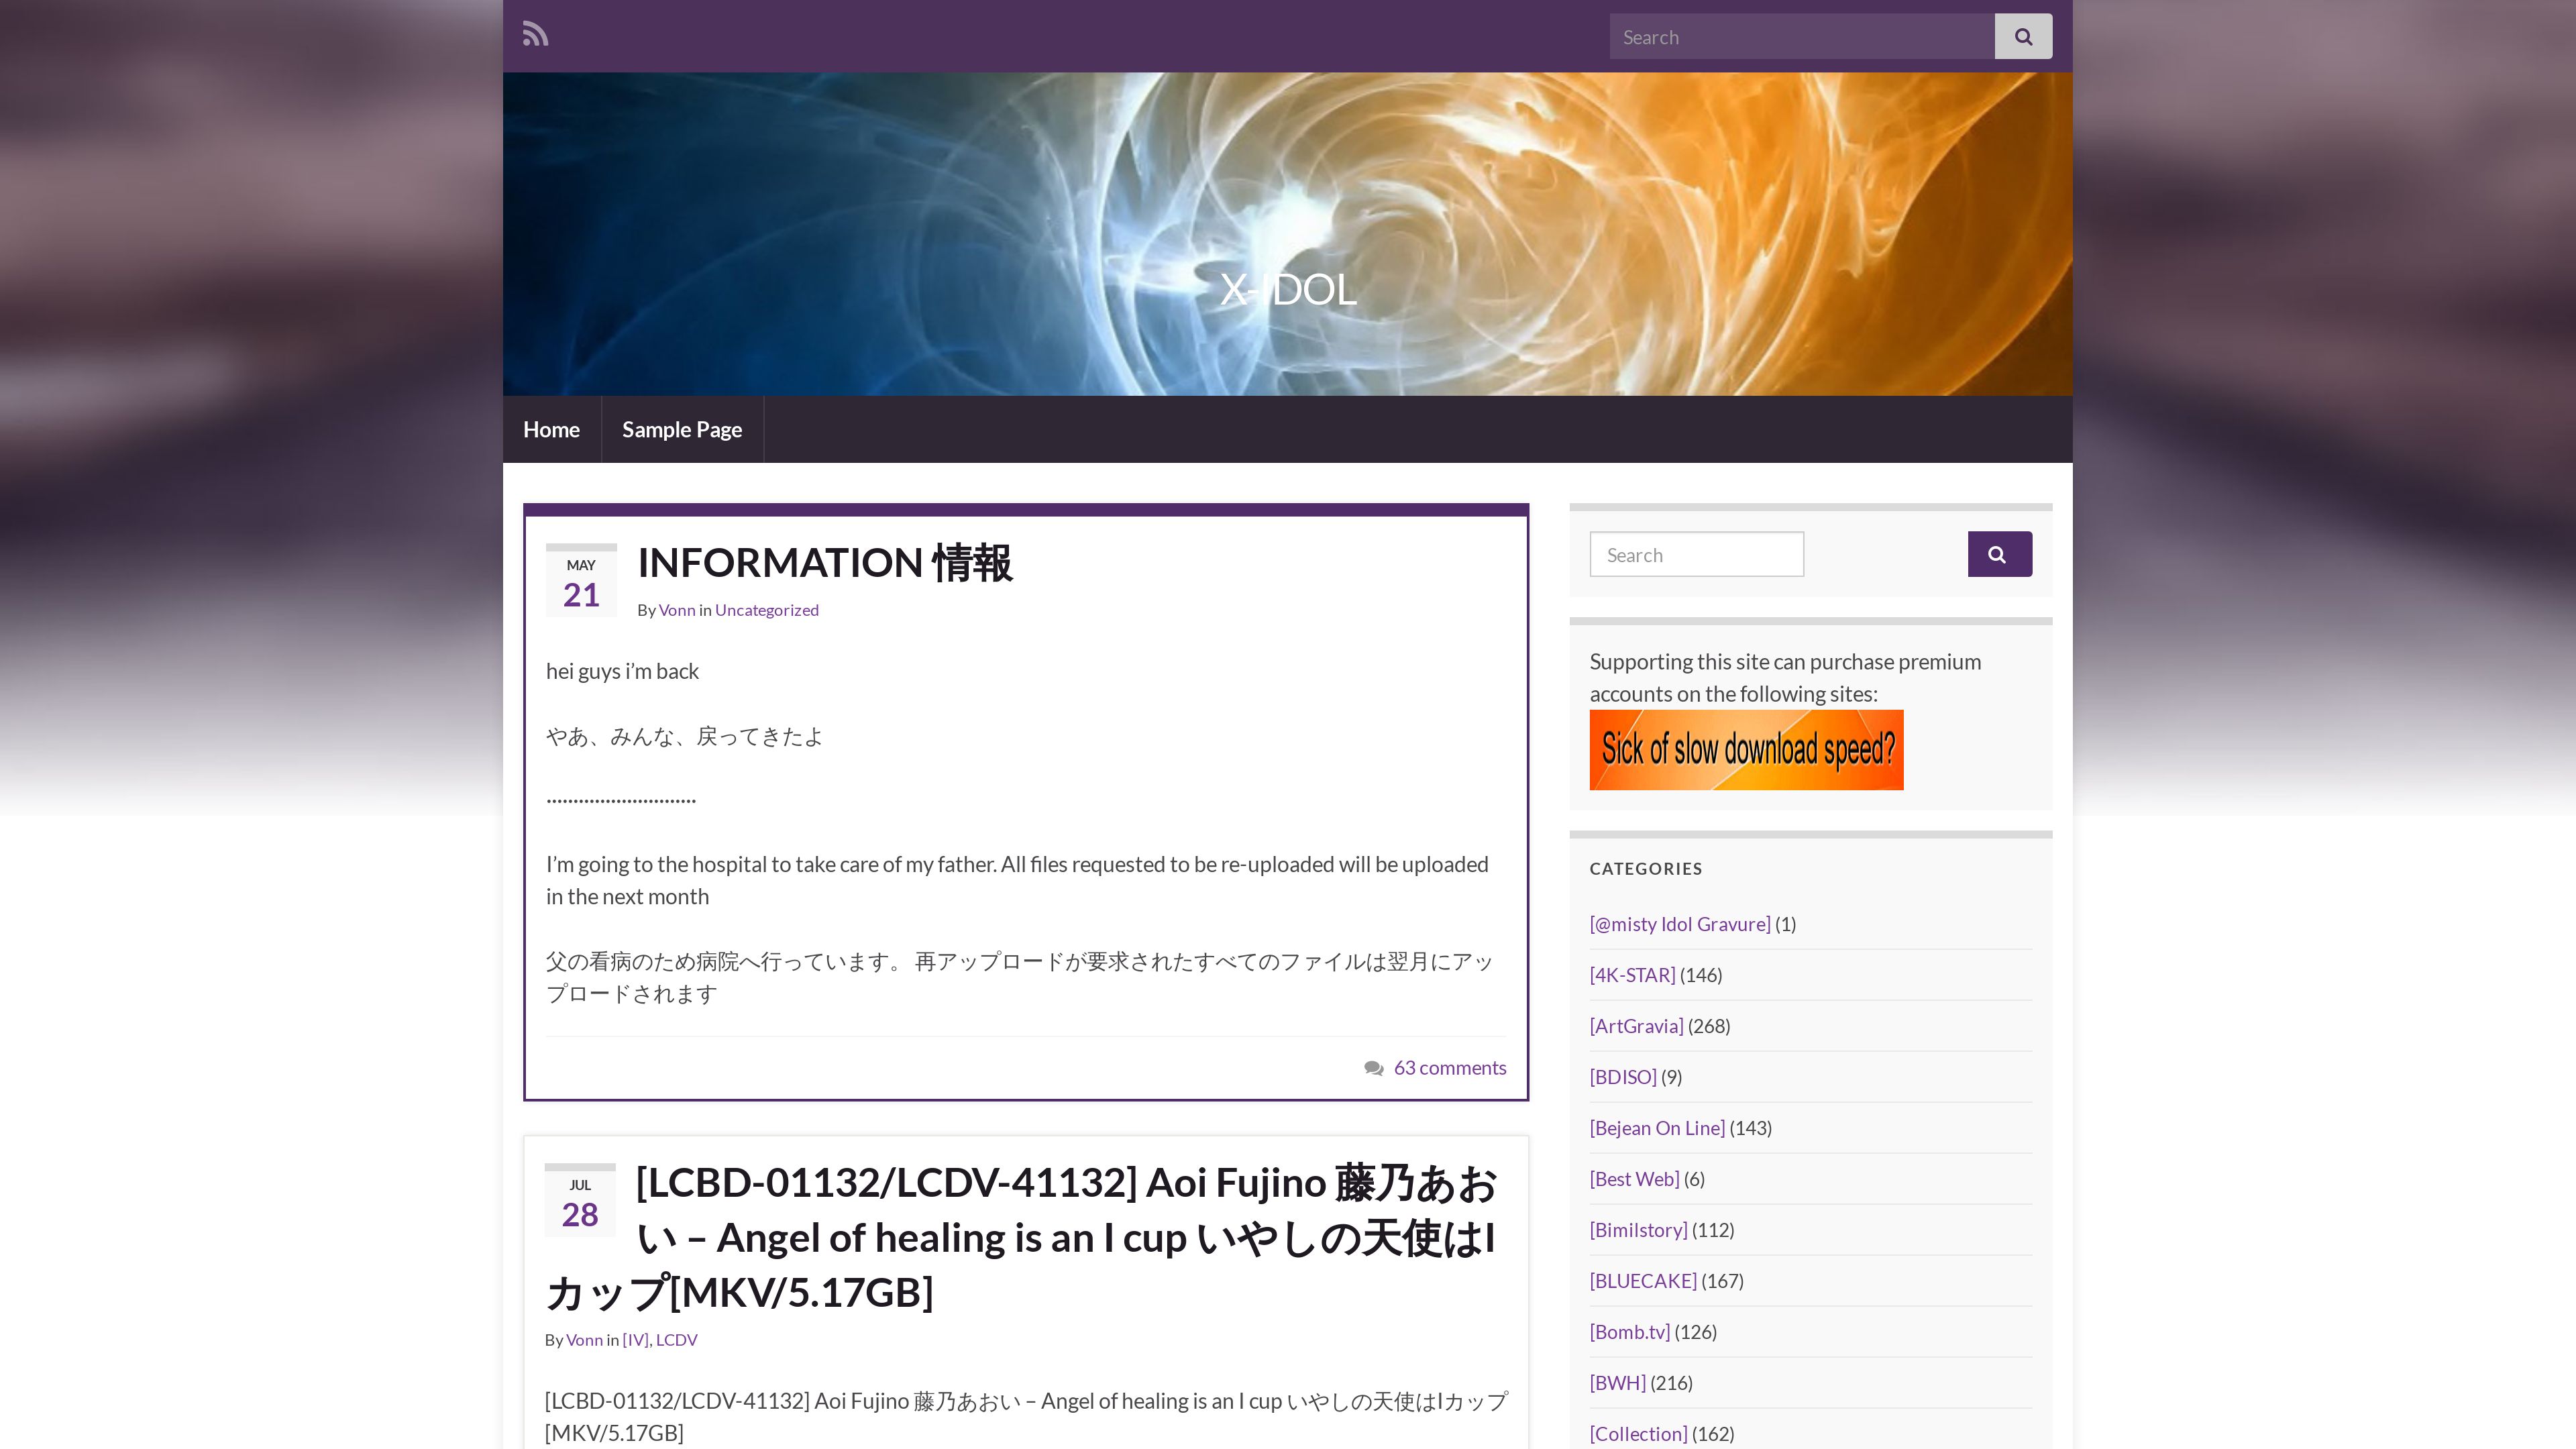 Search
X-IDOL
Home
Sample Page
MAY
21
INFORMATION 情報
By Vonn in Uncategorized
hei guys i’m back
やあ、みんな、戻ってきたよ
............................
I’m going to the hospital to take care of my father. All files requested to be re-uploaded will be uploaded
in the next month
父の看病のため病院へ行っています。 再アップロードが要求されたすべてのファイルは翌月にアッ
プロードされます
63 comments
JUL
28
[LCBD-01132/LCDV-41132] Aoi Fujino 藤乃あお
い – Angel of healing is an I cup いやしの天使はI
カップ[MKV/5.17GB]
By Vonn in [IV], LCDV
[LCBD-01132/LCDV-41132] Aoi Fujino 藤乃あおい – Angel of healing is an I cup いやしの天使はIカップ
[MKV/5.17GB]
Search
Supporting this site can purchase premium
accounts on the following sites:
Sick of slow download speed?
CATEGORIES
[@misty Idol Gravure] (1)
[4K-STAR] (146)
[ArtGravia] (268)
[BDISO] (9)
[Bejean On Line] (143)
[Best Web] (6)
[Bimilstory] (112)
[BLUECAKE] (167)
[Bomb.tv] (126)
[BWH] (216)
[Collection] (162)